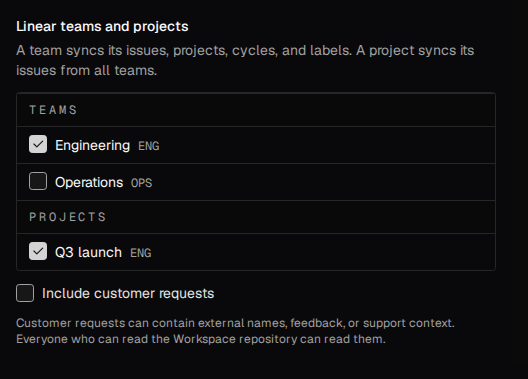 Linear teams and projects
A team syncs its issues, projects, cycles, and labels. A project syncs its
issues from all teams.
TEAMS
Engineering ENG
Operations OPS
PROJECTS
Q3 launch ENG
Include customer requests
Customer requests can contain external names, feedback, or support context.
Everyone who can read the Workspace repository can read them.